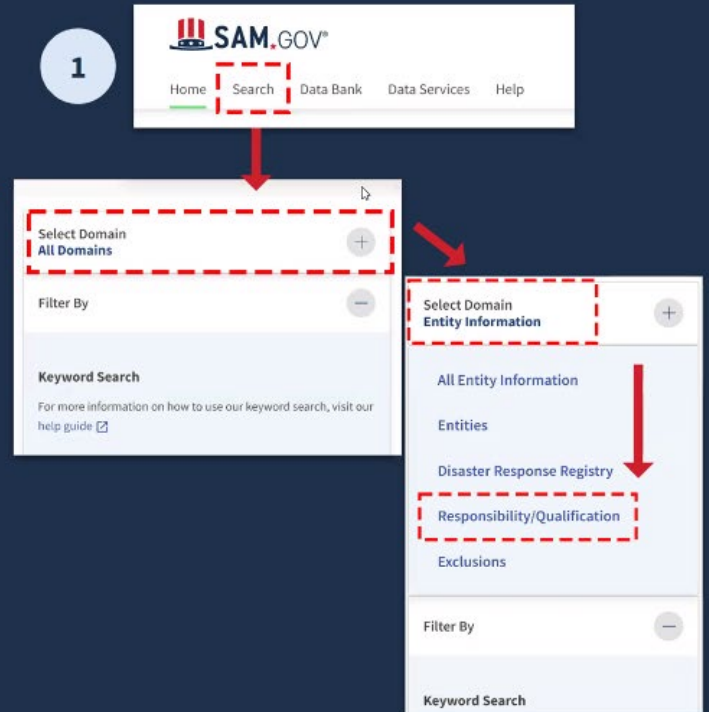 1
SAM.GOV®
Home Search Data Bank Data Services Help
Select Domain
All Domains
Filter By
Keyword Search
For more information on how to use our keyword search, visit our
help guide
Select Domain
Entity Information
All Entity Information
Entities
Disaster Response Registry
Responsibility/Qualification
Exclusions
Filter By
Keyword Search